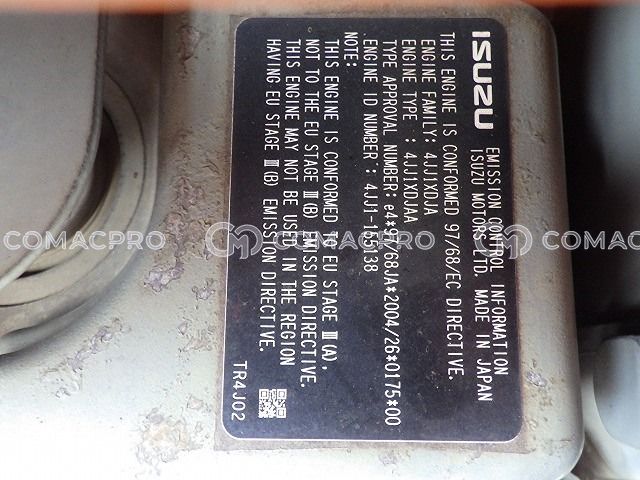 ISUZU
EMISSION CONTROL INFORMATION
ISUZU MOTORS LTD. MADE IN JAPAN
THIS ENGINE IS CONFORMED 97/68/EC DIRECTIVE.
ENGINE FAMILY: 4JJ1XDJA
ENGINE TYPE : 4JJ1XDJAA
TYPE APPROVAL NUMBER: e4*97/68JA*2004/26*0175*00
ENGINE ID NUMBER : 4JJ1-155138
NOTE:
THIS ENGINE IS CONFORMED TO EU STAGE Ⅲ(A),
NOT TO THE EU STAGE Ⅲ(B) EMISSION DIRECTIVE.
THIS ENGINE MAY NOT BE USED IN THE REGION
HAVING EU STAGE Ⅲ(B) EMISSION DIRECTIVE.
TR4J02
COMACPRO COMACPRO COMACPRO